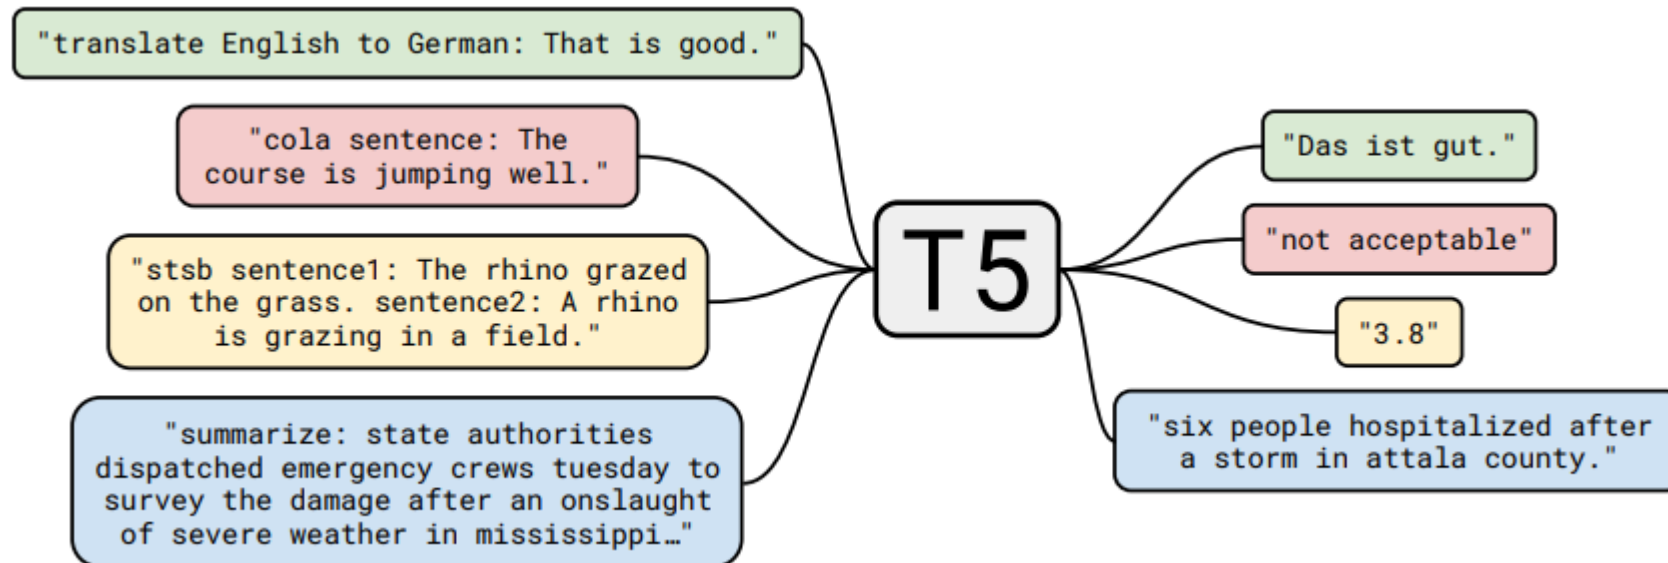 "translate English to German: That is good."
"cola sentence: The
course is jumping well."
"stsb sentence1: The rhino grazed
on the grass. sentence2: A rhino
is grazing in a field."
"summarize: state authorities
dispatched emergency crews tuesday to
survey the damage after an onslaught
of severe weather in mississippi…"
T5
"Das ist gut."
"not acceptable"
"3.8"
"six people hospitalized after
a storm in attala county."